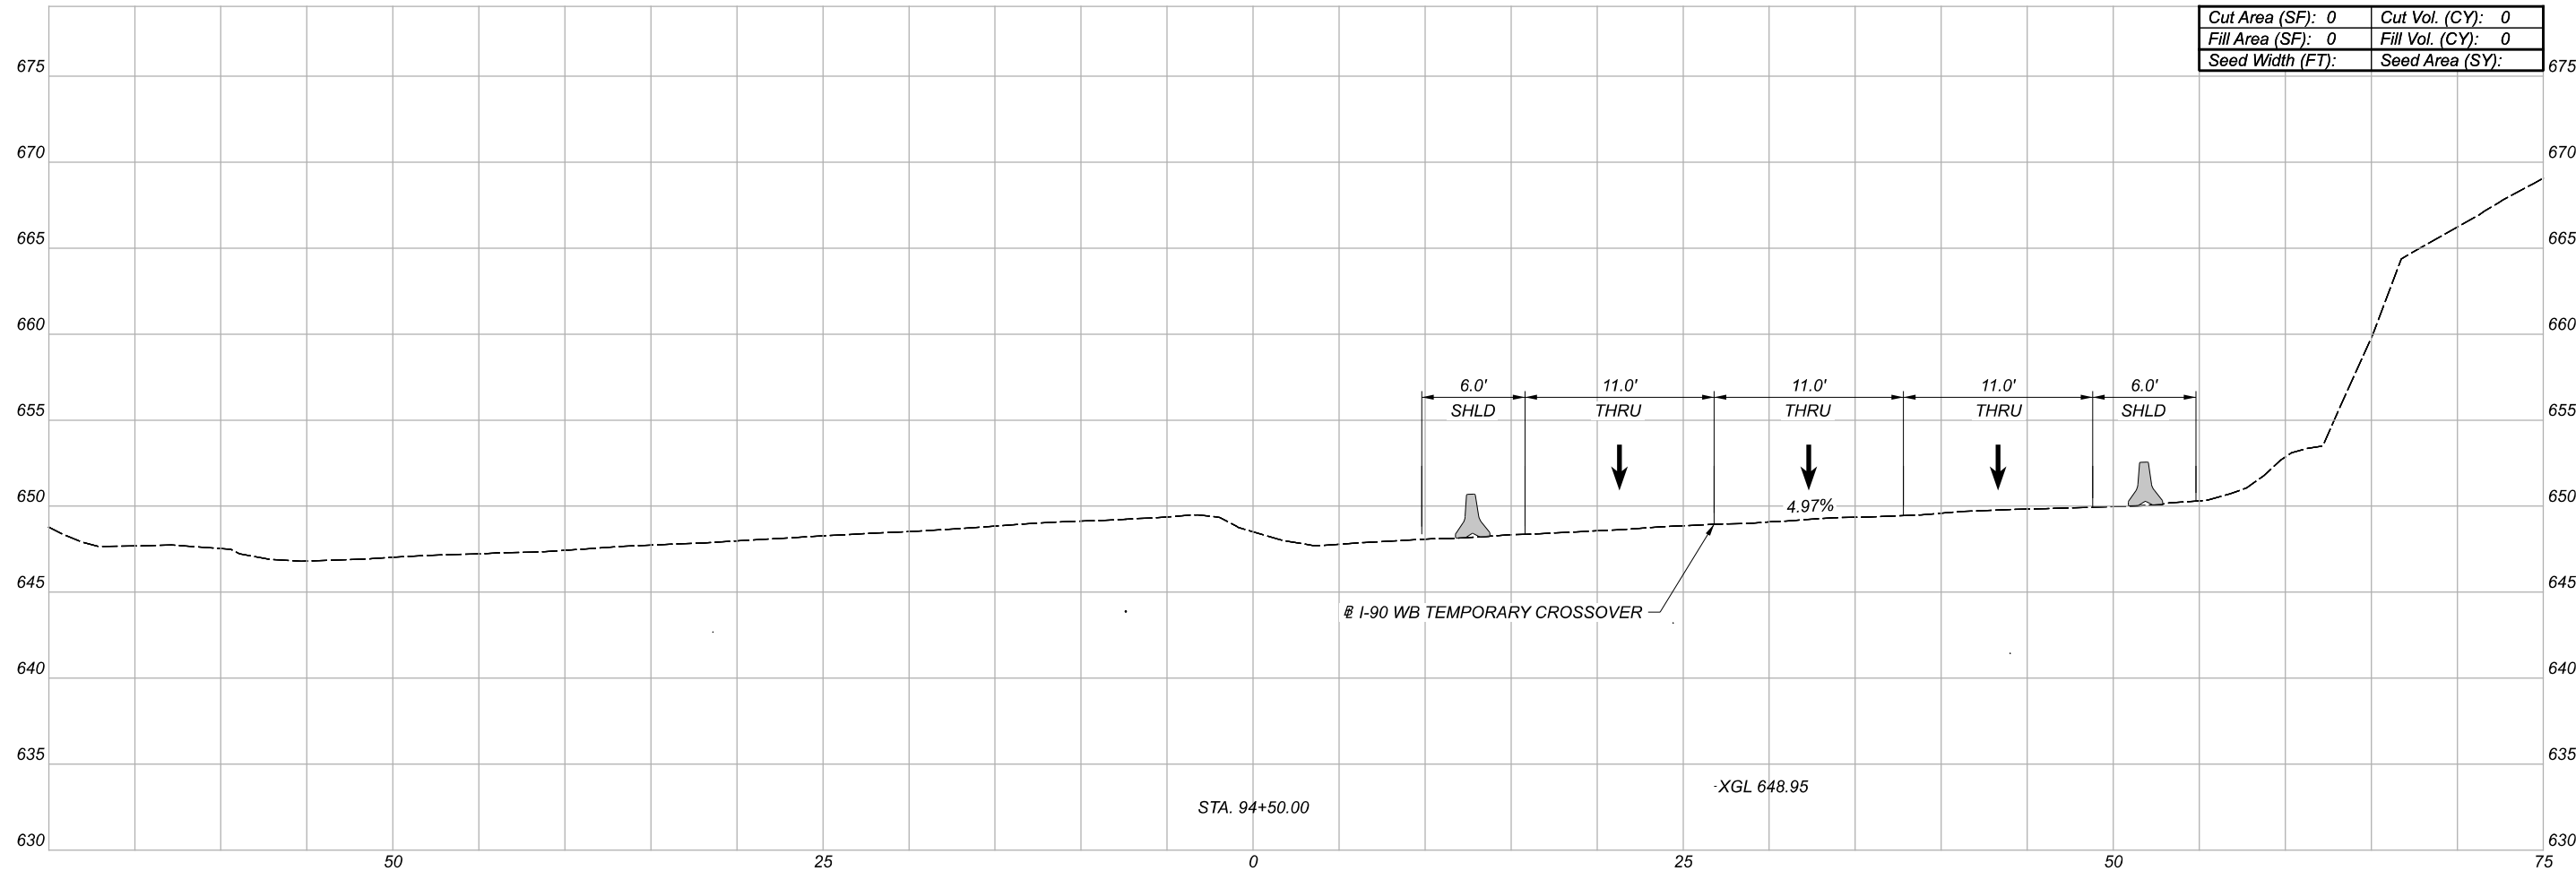 Cut Area (SF): 0 Cut Vol. (CY): 0
Fill Area (SF): 0 Fill Vol. (CY): 0
Seed Width (FT): Seed Area (SY):
675 675
670 670
665 665
660 660
6.0' 11.0' 11.0' 11.0' 6.0'
655 SHLD THRU THRU THRU SHLD 655
650 4.97% 650
645 645
I-90 WB TEMPORARY CROSSOVER
640 640
635 635
XGL 648.95
STA. 94+50.00
630 630
50 25 0 25 50 75